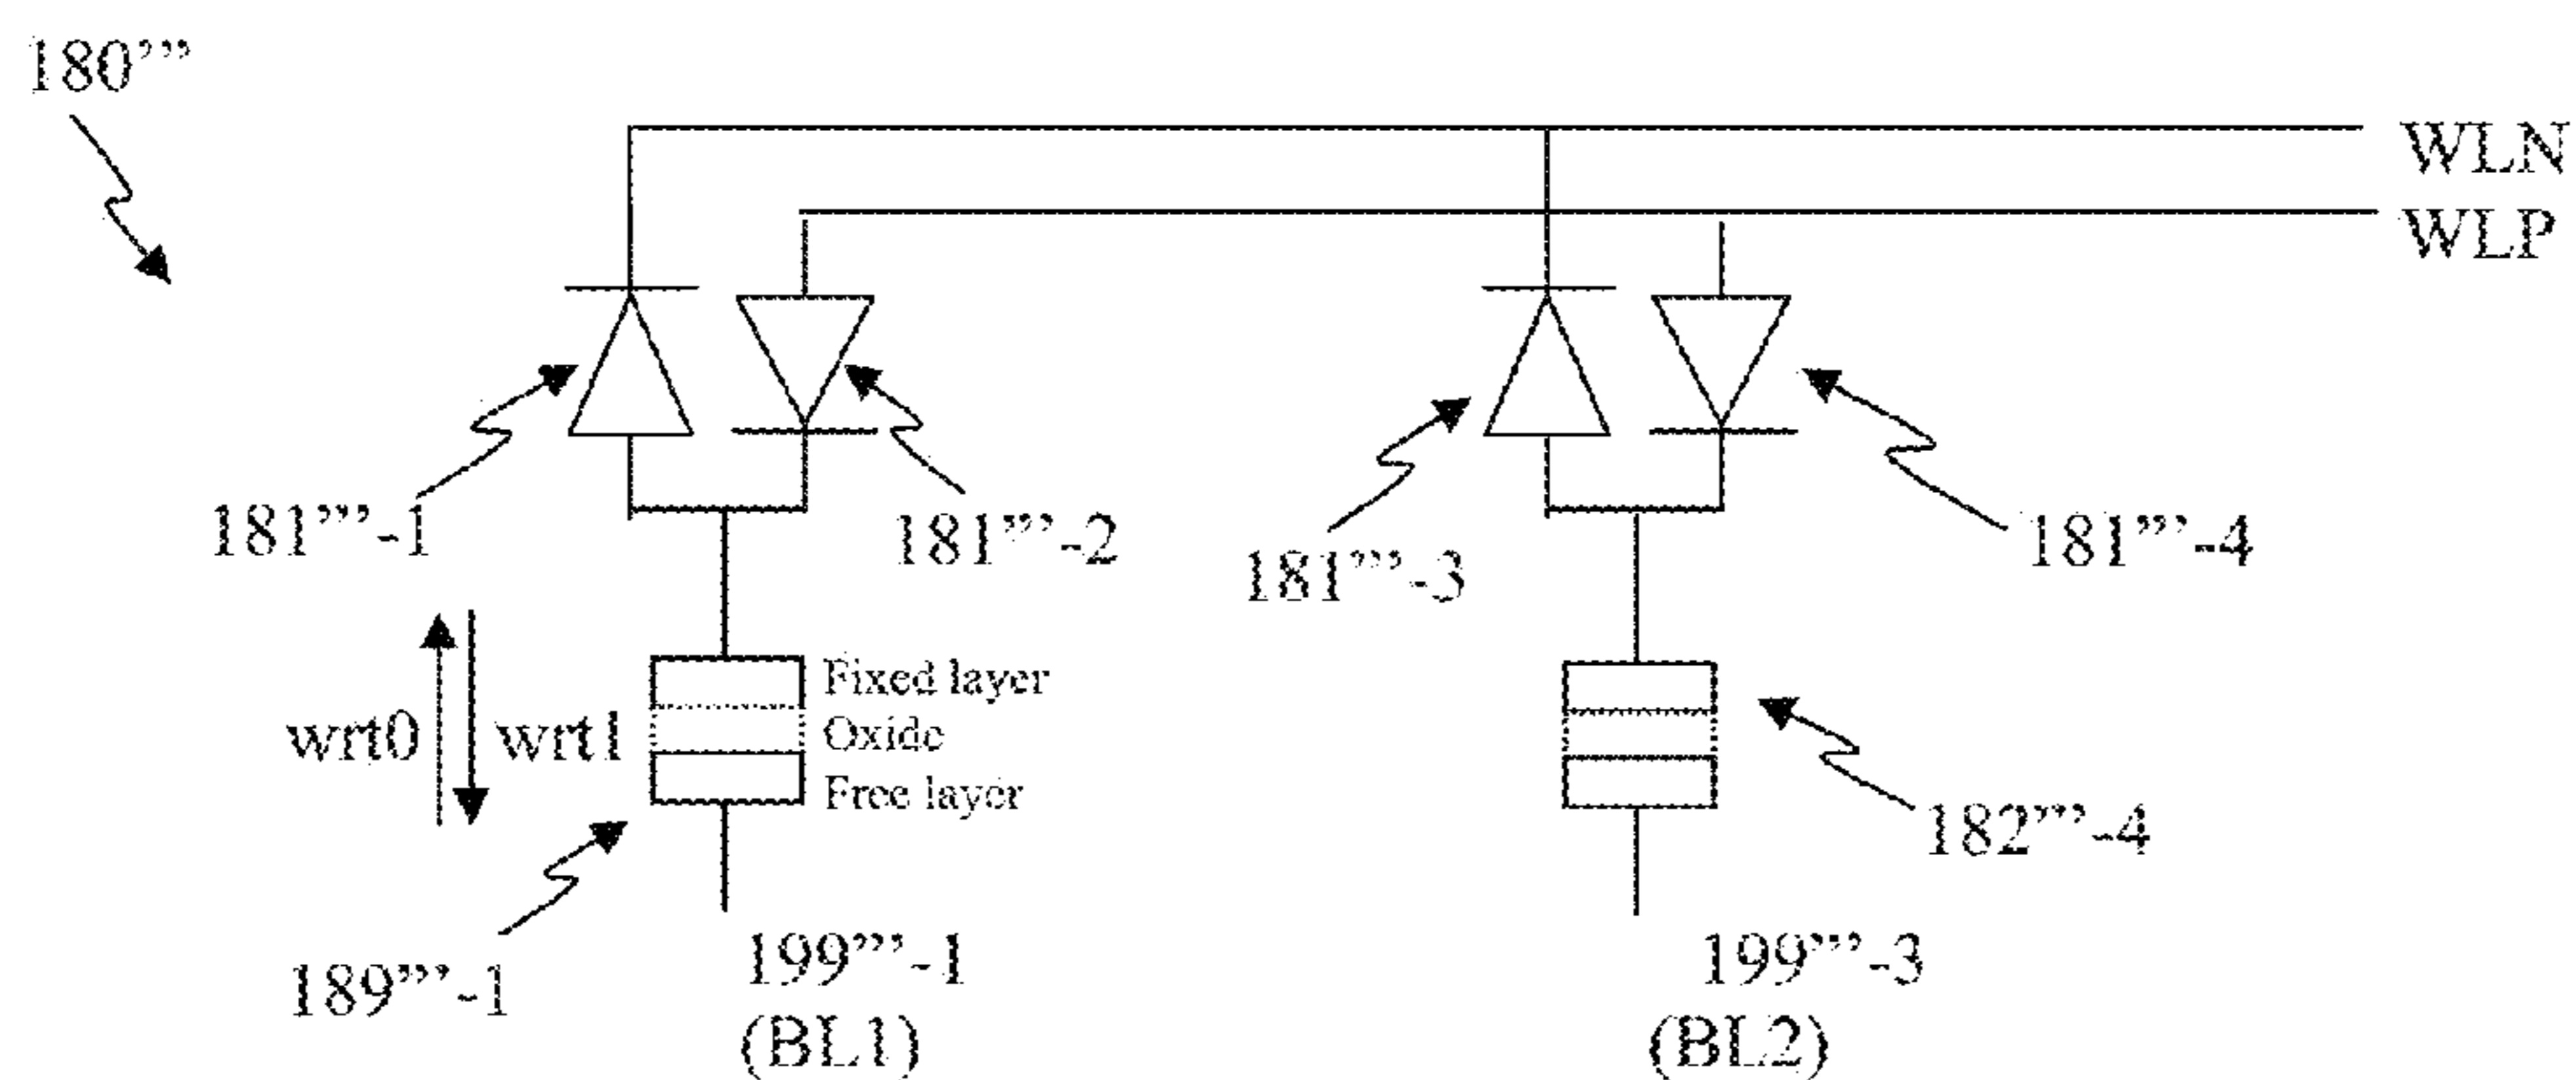 180”’
WLN
WLP
181”’-1
181”’-2
181”’-3
181”’-4
wrt0
wrt1
Fixed layer
Oxide
Free layer
182”’-4
189”’-1
199”’-1
(BL1)
199”’-3
(BL2)